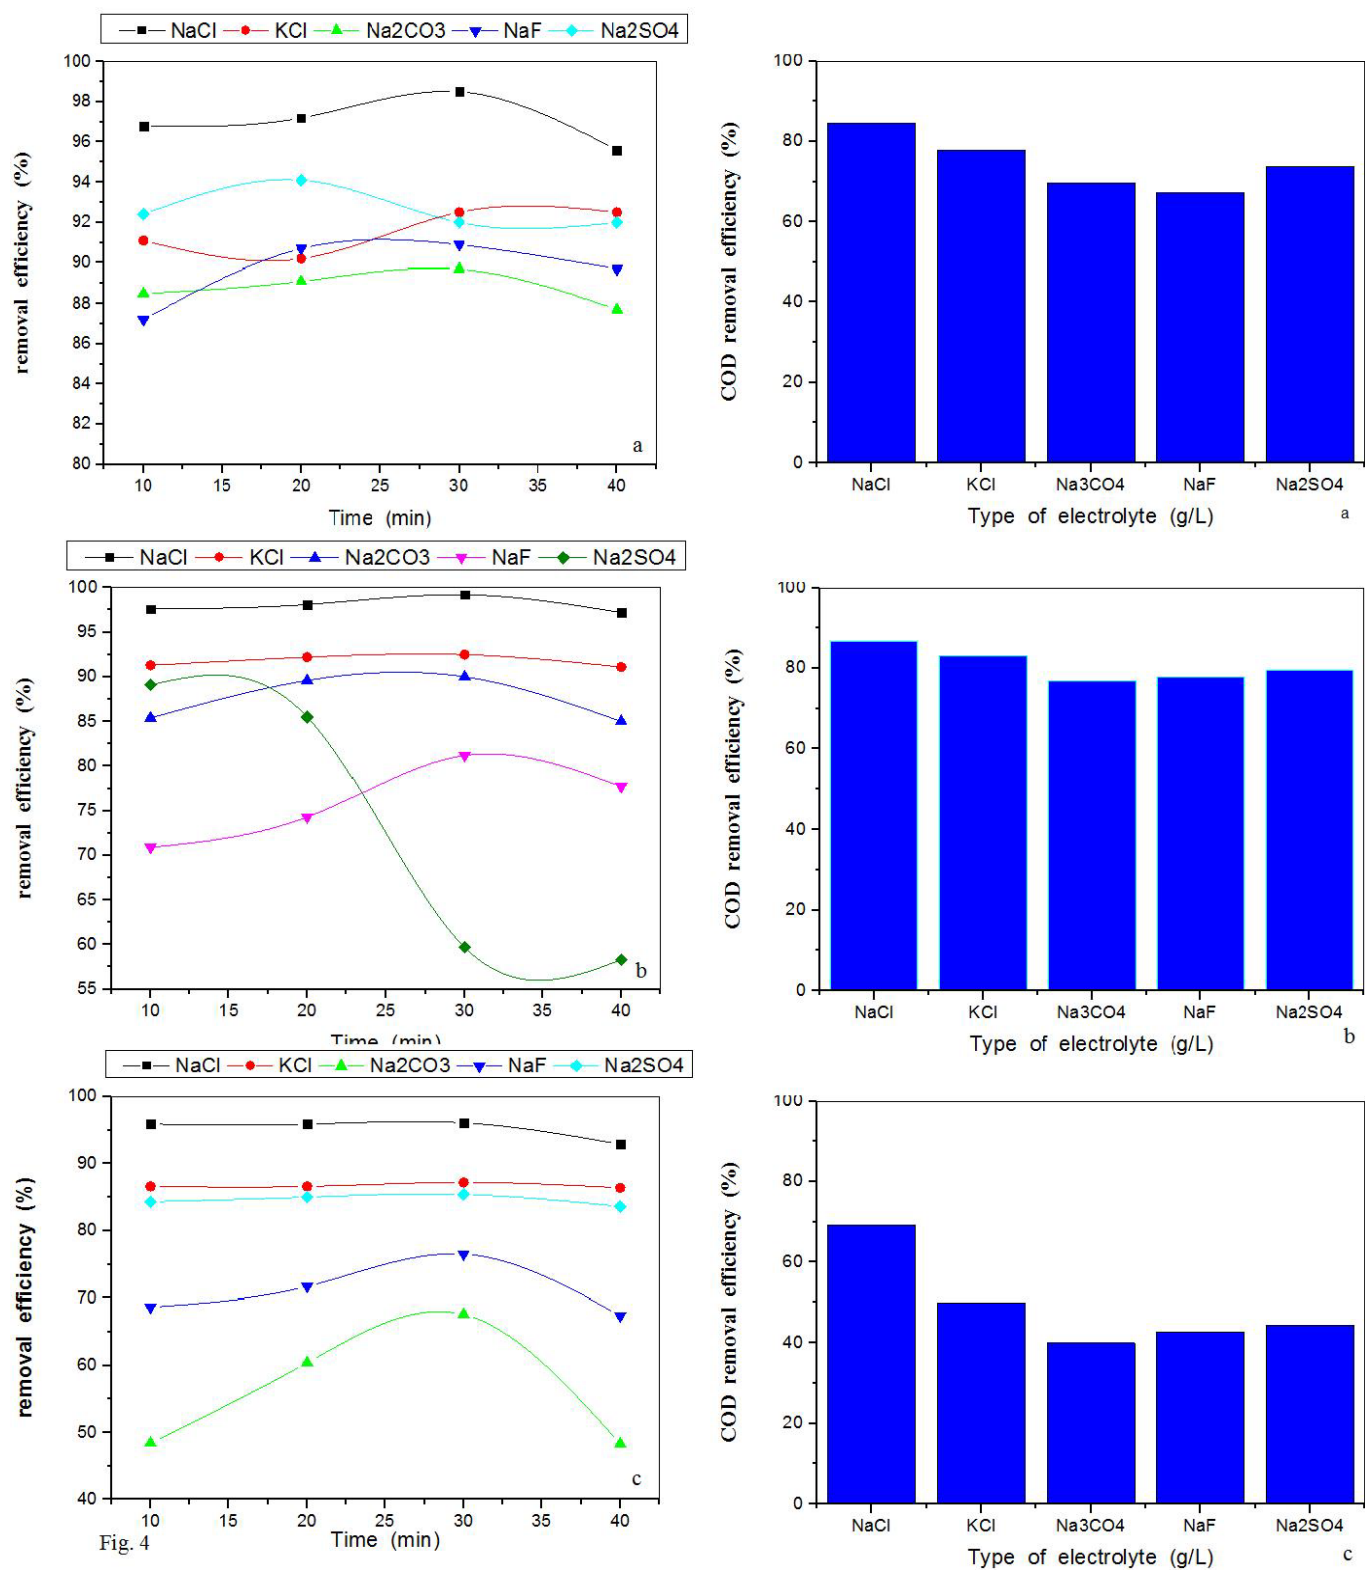 NaCl KCl Na2CO3 NaF Na2SO4
removal efficiency (%)
100
98
96
94
92
90
88
86
84
82
80
10 15 20 25 30 35 40
Time (min)
a
COD removal efficiency (%)
100
80
60
40
20
0
NaCl KCl Na3CO4 NaF Na2SO4
Type of electrolyte (g/L)
a
NaCl KCl Na2CO3 NaF Na2SO4
removal efficiency (%)
100
95
90
85
80
75
70
65
60
55
10 15 20 25 30 35 40
Time (min)
b
COD removal efficiency (%)
100
80
60
40
20
0
NaCl KCl Na3CO4 NaF Na2SO4
Type of electrolyte (g/L)
b
NaCl KCl Na2CO3 NaF Na2SO4
removal efficiency (%)
100
90
80
70
60
50
40
10 15 20 25 30 35 40
Time (min)
c
Fig. 4
COD removal efficiency (%)
100
80
60
40
20
0
NaCl KCl Na3CO4 NaF Na2SO4
Type of electrolyte (g/L)
c